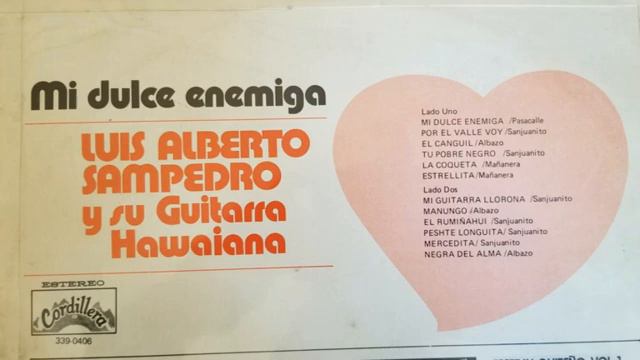 Mi dulce enemiga
LUIS ALBERTO
SAMPEDRO
y su Guitarra
Hawaiana
ESTEREO
Cordillera
339-0406
Lado Uno
MI DULCE ENEMIGA /Pasacalle
POR EL VALLE VOY /Sanjuanito
EL CANGUIL /Albazo
TU POBRE NEGRO /Sanjuanito
LA COQUETA /Mañanera
ESTRELLITA /Mañanera
Lado Dos
MI GUITARRA LLORONA /Sanjuanito
MANUNGO /Albazo
EL RUMIÑAHUI /Sanjuanito
PESHTE LONGUITA/ Sanjuanito
MERCEDITA/ Sanjuanito
NEGRA DEL ALMA /Albazo